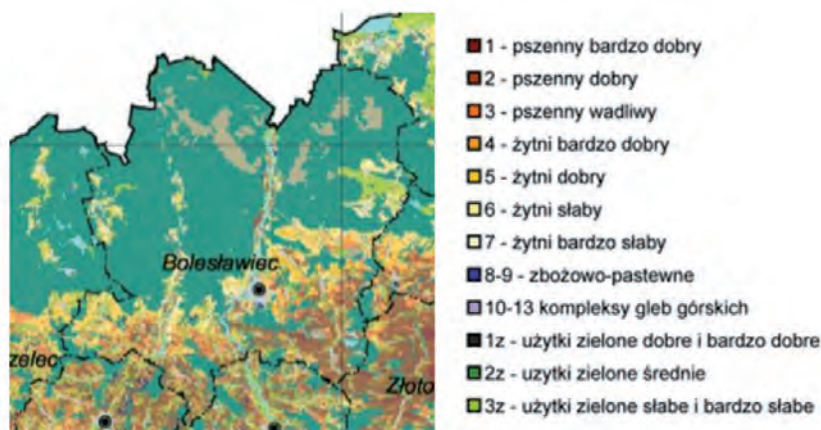 Bolesławiec
zelec
Złoto
1 - pszenny bardzo dobry
2 - pszenny dobry
3 - pszenny wadliwy
4 - żytni bardzo dobry
5 - żytni dobry
6 - żytni słaby
7 - żytni bardzo słaby
8-9 - zbożowo-pastewne
10-13 kompleksy gleb górskich
1z - użytki zielone dobre i bardzo dobre
2z - uzytki zielone średnie
3z - użytki zielone słabe i bardzo słabe